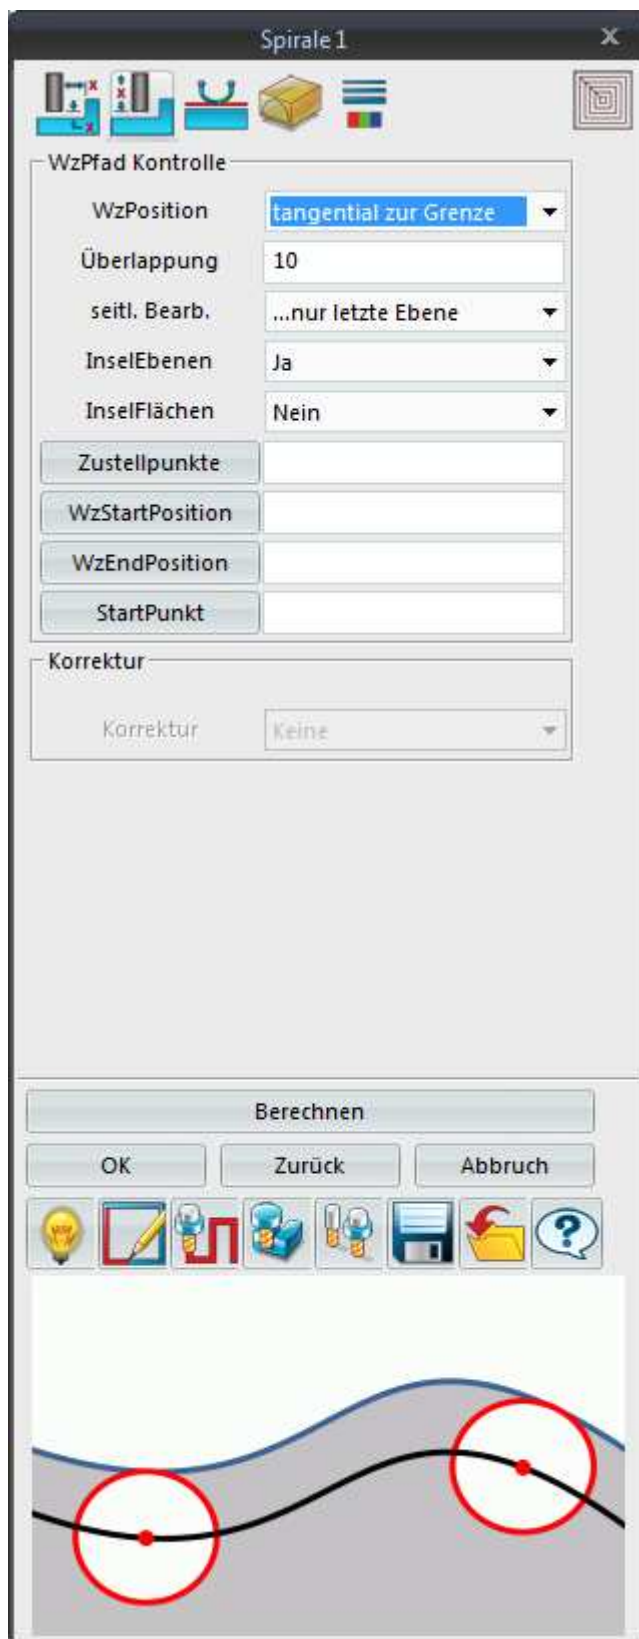 Spirale 1
WzPfad Kontrolle
WzPosition tangential zur Grenze
Überlappung 10
seitl. Bearb. ...nur letzte Ebene
InselEbenen Ja
InselFlächen Nein
Zustellpunkte
WzStartPosition
WzEndPosition
StartPunkt
Korrektur
Korrektur Keine
Berechnen
OK Zurück Abbruch